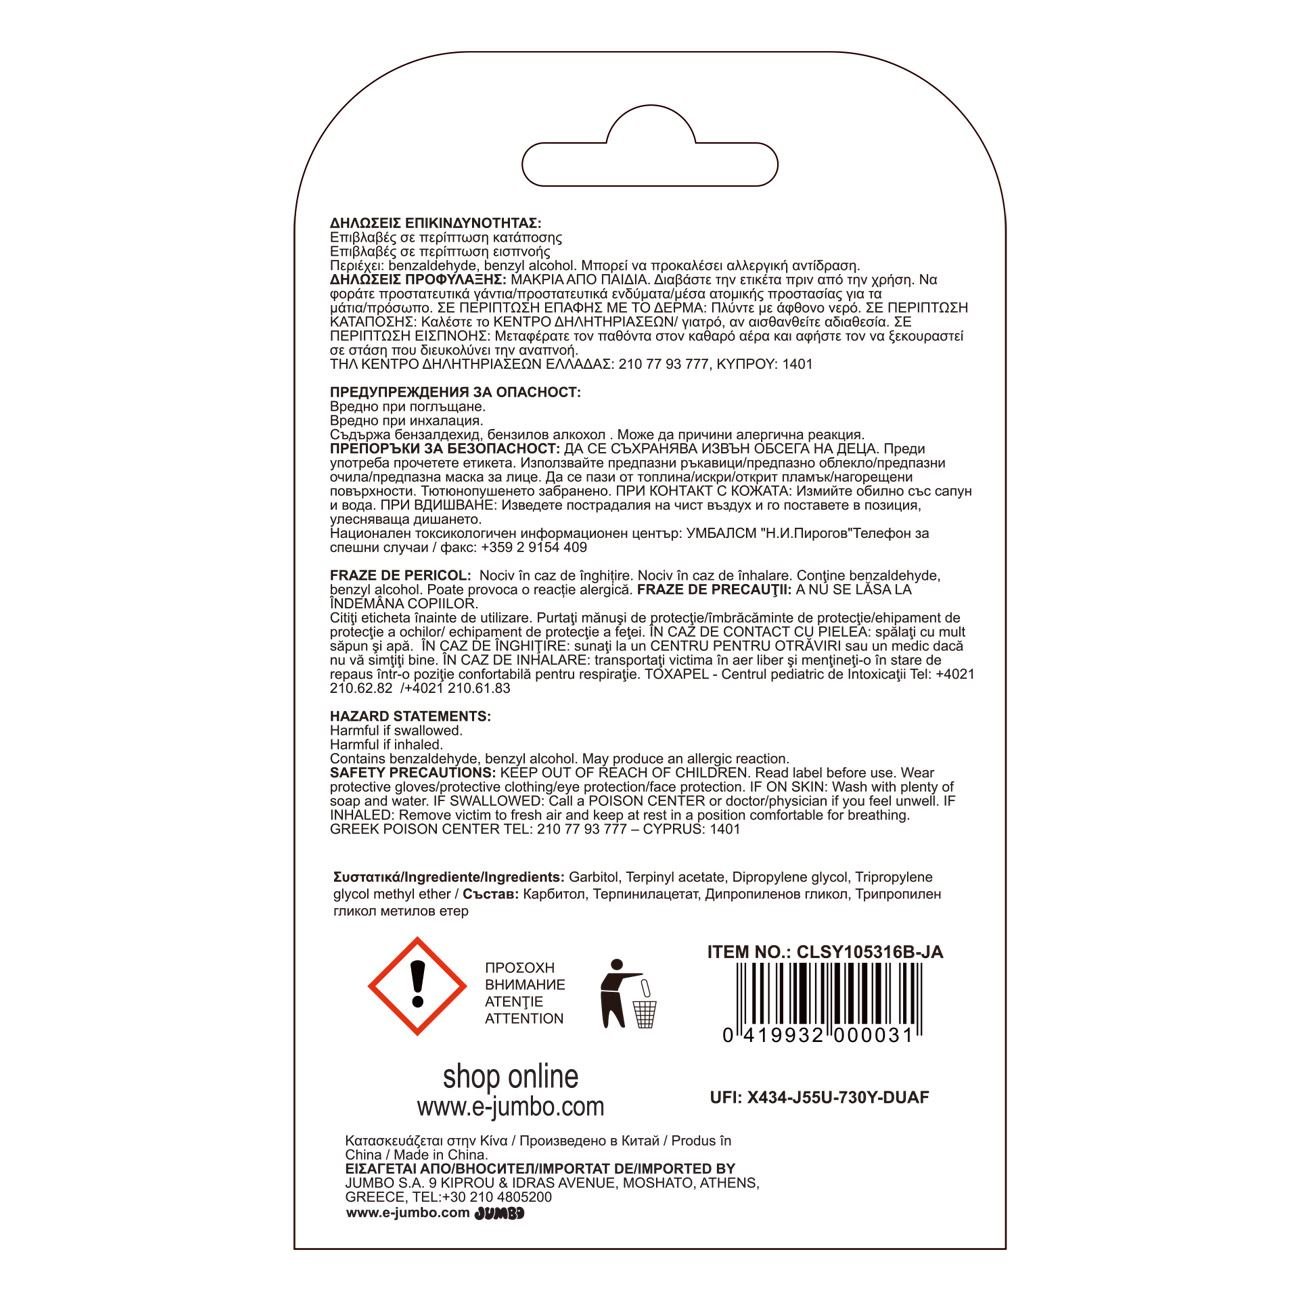 ΔΗΛΩΣΕΙΣ ΕΠΙΚΙΝΔΥΝΟΤΗΤΑΣ:
Επιβλαβές σε περίπτωση κατάποσης
Επιβλαβές σε περίπτωση εισπνοής
Περιέχει: benzaldehyde, benzyl alcohol. Μπορεί να προκαλέσει αλλεργική αντίδραση.
ΔΗΛΩΣΕΙΣ ΠΡΟΦΥΛΑΞΗΣ: ΜΑΚΡΙΑ ΑΠΟ ΠΑΙΔΙΑ. Διαβάστε την ετικέτα πριν από την χρήση. Να
φοράτε προστατευτικά γάντια/προστατευτικά ενδύματα/μέσα ατομικής προστασίας για τα
μάτια/πρόσωπο. ΣΕ ΠΕΡΙΠΤΩΣΗ ΕΠΑΦΗΣ ΜΕ ΤΟ ΔΕΡΜΑ: Πλύντε με άφθονο νερό. ΣΕ ΠΕΡΙΠΤΩΣΗ
ΚΑΤΑΠΟΣΗΣ: Καλέστε το ΚΕΝΤΡΟ ΔΗΛΗΤΗΡΙΑΣΕΩΝ/ γιατρό, αν αισθανθείτε αδιαθεσία. ΣΕ
ΠΕΡΙΠΤΩΣΗ ΕΙΣΠΝΟΗΣ: Μεταφέρατε τον παθόντα στον καθαρό αέρα και αφήστε τον να ξεκουραστεί
σε στάση που διευκολύνει την αναπνοή.
ΤΗΛ ΚΕΝΤΡΟ ΔΗΛΗΤΗΡΙΑΣΕΩΝ ΕΛΛΑΔΑΣ: 210 77 93 777, ΚΥΠΡΟΥ: 1401
ПРЕДУПРЕЖДЕНИЯ ЗА ОПАСНОСТ:
Вредно при поглъщане.
Вредно при инхалация.
Съдържа бензалдехид, бензилов алкохол . Може да причини алергична реакция.
ПРЕПОРЪКИ ЗА БЕЗОПАСНОСТ: ДА СЕ СЪХРАНЯВА ИЗВЪН ОБСЕГА НА ДЕЦА. Преди
употреба прочетете етикета. Използвайте предпазни ръкавици/предпазно облекло/предпазни
очила/предпазна маска за лице. Да се пази от топлина/искри/открит пламък/нагорещени
повърхности. Тютюнопушенето забранено. ПРИ КОНТАКТ С КОЖАТА: Измийте обилно със сапун
и вода. ПРИ ВДИШВАНЕ: Изведете пострадалия на чист въздух и го поставете в позиция,
улесняваща дишането.
Национален токсикологичен информационен център: УМБАЛСМ "Н.И.Пирогов"Телефон за
спешни случаи / факс: +359 2 9154 409
FRAZE DE PERICOL: Nociv în caz de înghițire. Nociv în caz de înhalare. Conţine benzaldehyde,
benzyl alcohol. Poate provoca o reacție alergică. FRAZE DE PRECAUŢII: A NU SE LĂSA LA
ÎNDEMÂNA COPIILOR.
Citiţi eticheta înainte de utilizare. Purtaţi mănuşi de protecţie/îmbrăcăminte de protecţie/ehipament de
protecţie a ochilor/ echipament de protecţie a feţei. ÎN CAZ DE CONTACT CU PIELEA: spălaţi cu mult
săpun şi apă. ÎN CAZ DE ÎNGHIŢIRE: sunaţi la un CENTRU PENTRU OTRĂVIRI sau un medic dacă
nu vă simţiţi bine. ÎN CAZ DE INHALARE: transportaţi victima în aer liber şi menţineţi-o în stare de
repaus într-o poziţie confortabilă pentru respiraţie. TOXAPEL - Centrul pediatric de Intoxicaţii Tel: +4021
210.62.82 /+4021 210.61.83
HAZARD STATEMENTS:
Harmful if swallowed.
Harmful if inhaled.
Contains benzaldehyde, benzyl alcohol. May produce an allergic reaction.
SAFETY PRECAUTIONS: KEEP OUT OF REACH OF CHILDREN. Read label before use. Wear
protective gloves/protective clothing/eye protection/face protection. IF ON SKIN: Wash with plenty of
soap and water. IF SWALLOWED: Call a POISON CENTER or doctor/physician if you feel unwell. IF
INHALED: Remove victim to fresh air and keep at rest in a position comfortable for breathing.
GREEK POISON CENTER TEL: 210 77 93 777 – CYPRUS: 1401
Συστατικά/Ingrediente/Ingredients: Garbitol, Terpinyl acetate, Dipropylene glycol, Tripropylene
glycol methyl ether / Състав: Карбитол, Терпинилацетат, Дипропиленов гликол, Трипропилен
гликол метилов етер
ΠΡΟΣΟΧΗ
ВНИМАНИЕ
ATENŢIE
ATTENTION
ITEM NO.: CLSY105316B-JA
0 419932 000031
shop online
www.e-jumbo.com
UFI: X434-J55U-730Y-DUAF
Κατασκευάζεται στην Κίνα / Произведено в Китай / Produs în
China / Made in China.
ΕΙΣΑΓΕΤΑΙ ΑΠΟ/ВНОСИТЕЛ/IMPORTAT DE/IMPORTED BY
JUMBO S.A. 9 KIPROU & IDRAS AVENUE, MOSHATO, ATHENS,
GREECE, TEL:+30 210 4805200
www.e-jumbo.com JUMBO